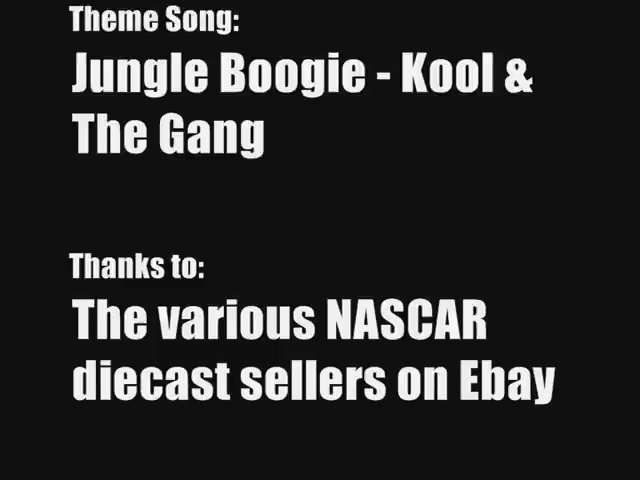 Theme Song:
Jungle Boogie - Kool &
The Gang
Thanks to:
The various NASCAR
diecast sellers on Ebay